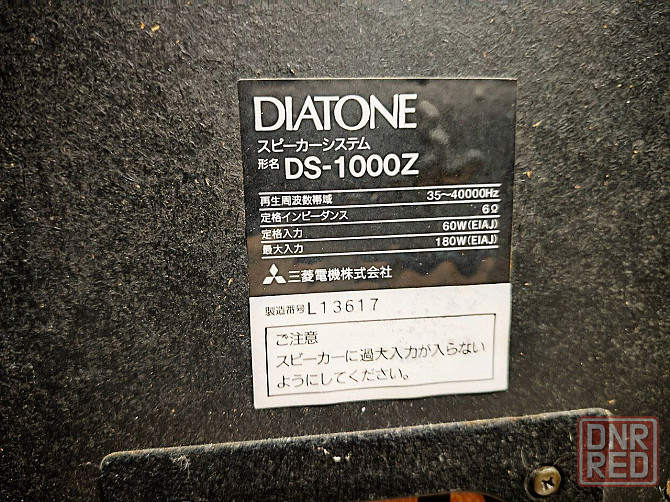 DIATONE
スピーカーシステム
形名 DS-1000Z
再生周波数帯域 35~40000Hz
定格インピーダンス 6Ω
定格入力 60W(EIAJ)
最大入力 180W(EIAJ)
三菱電機株式会社
製造番号 L13617
ご注意
スピーカーに過大入力が入らない
ようにしてください。
DNR
RED